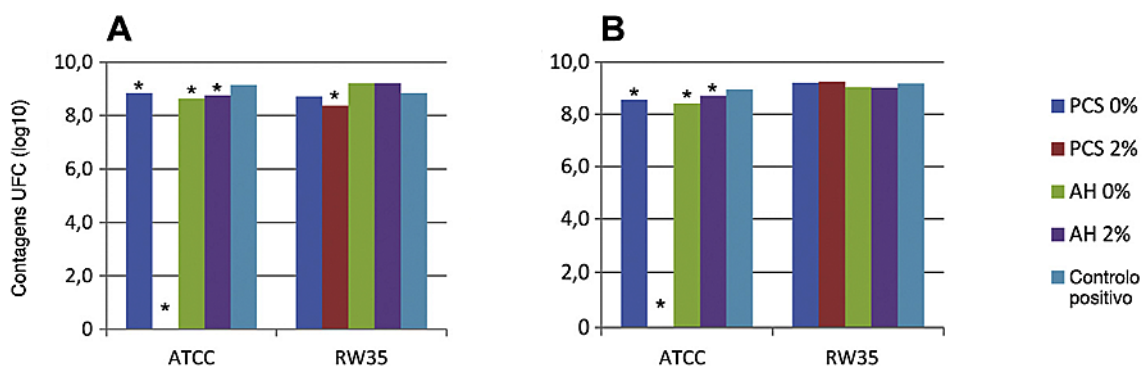 A
B
Contagens UFC (log10)
10,0
8,0
6,0
4,0
2,0
0
*
*
*
*
*
ATCC
RW35
10,0
8,0
6,0
4,0
2,0
0
*
*
*
*
ATCC
RW35
PCS 0%
PCS 2%
AH 0%
AH 2%
Controlo
positivo